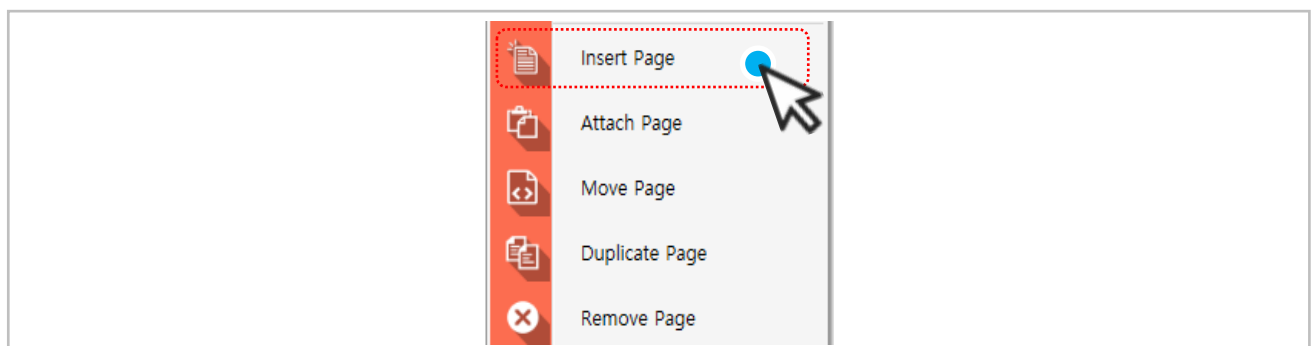 Insert Page
Attach Page
Move Page
Duplicate Page
Remove Page